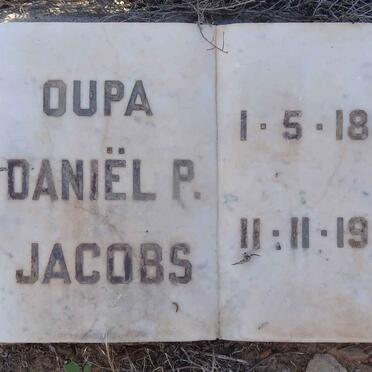 OUPA
DANIËL P.
JACOBS
1·5·18
11·11·19